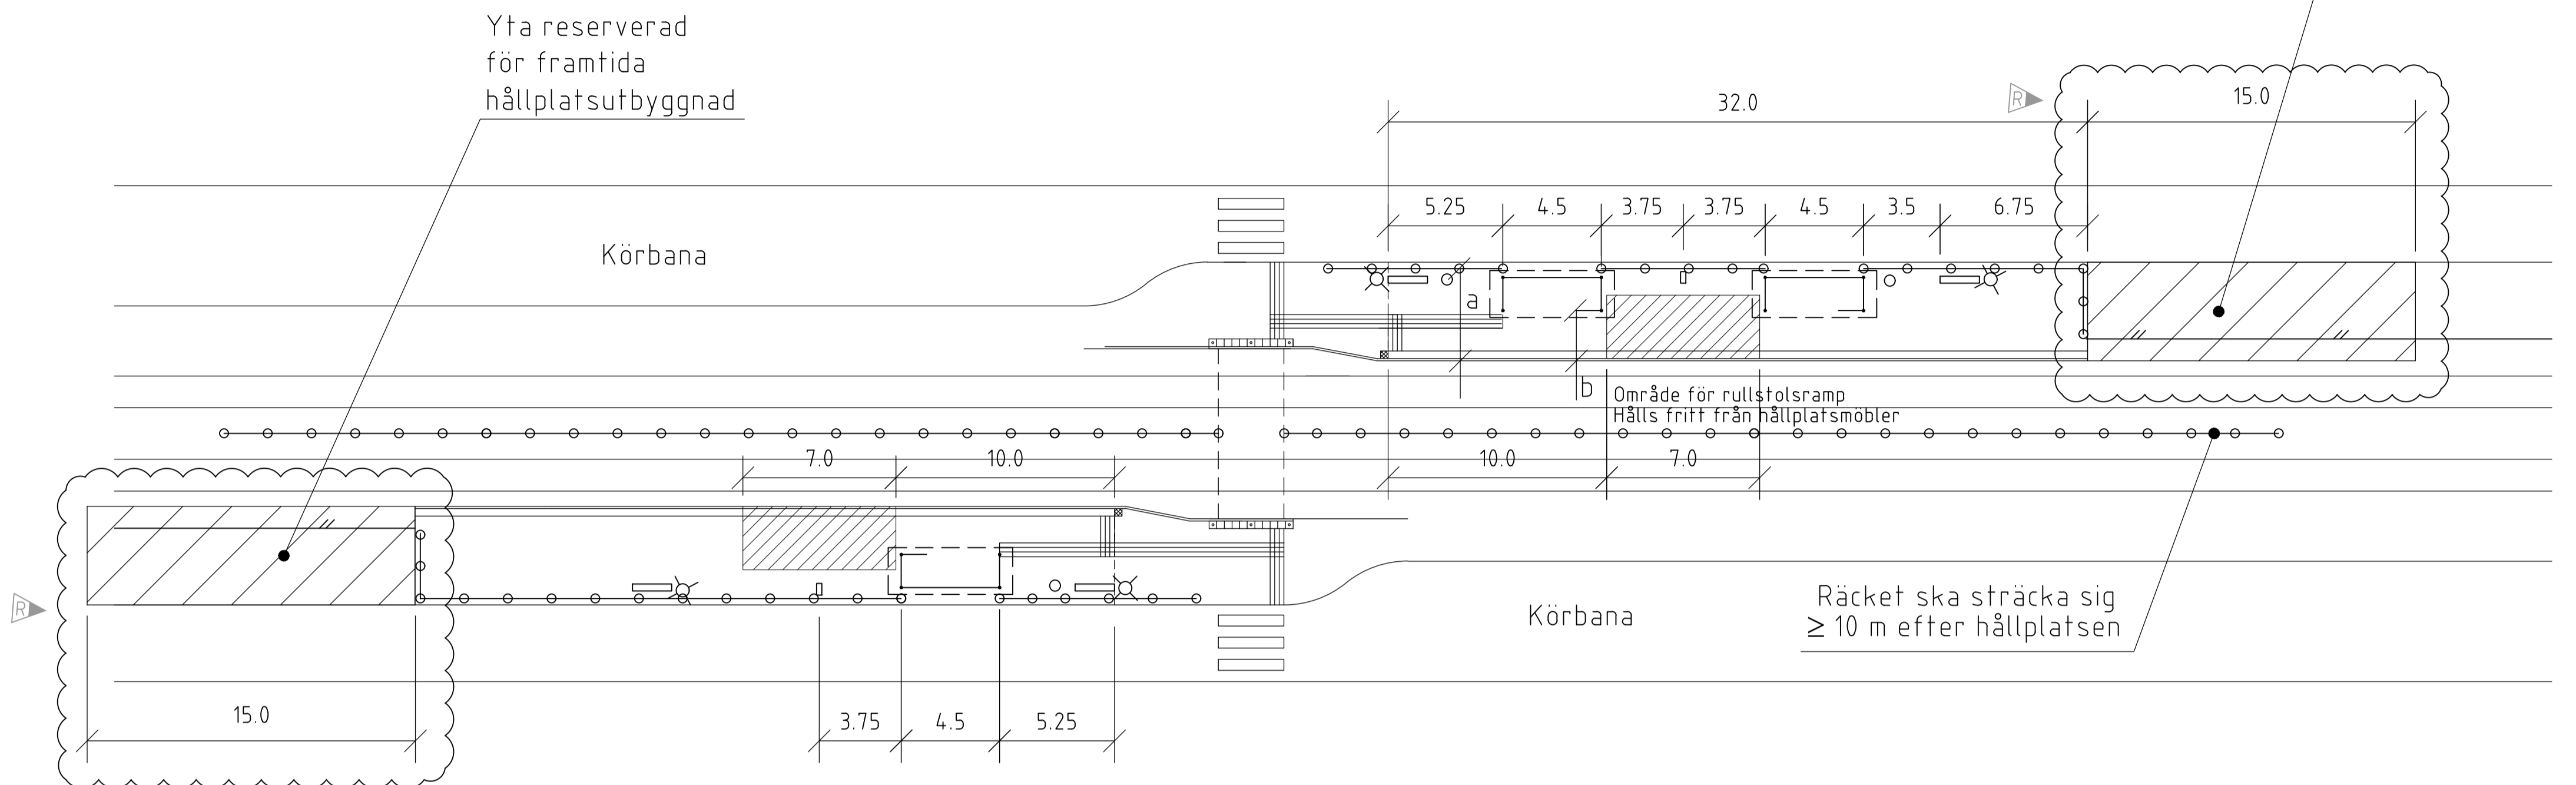 Yta reserverad
för framtida
hållplatsutbyggnad
32.0
R
15.0
5.25 4.5 3.75 3.75 4.5 3.5 6.75
Körbana
a
b
Område för rullstolsramp
Hålls fritt från hållplatsmöbler
7.0 10.0 10.0 7.0
R
Körbana
Räcket ska sträcka sig
≥ 10 m efter hållplatsen
15.0
3.75 4.5 5.25